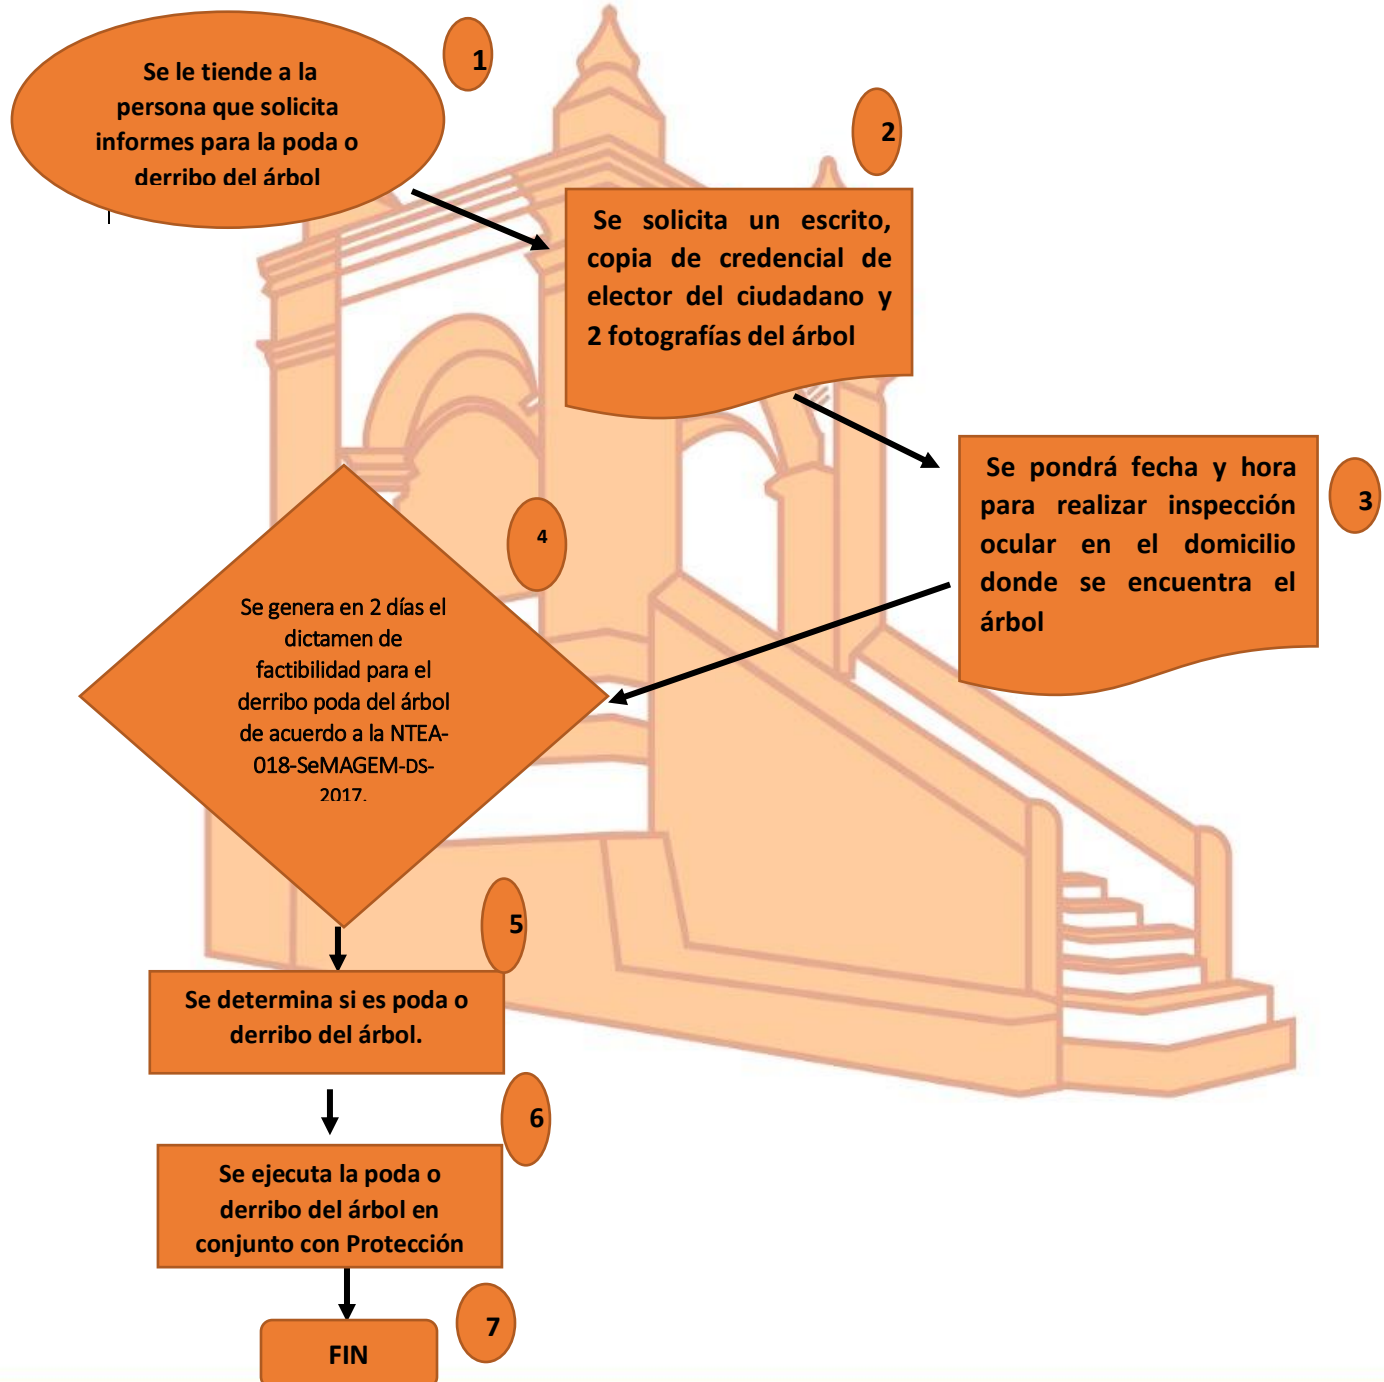 1
Se le tiende a la
persona que solicita
informes para la poda o
derribo del árbol
2
Se solicita un escrito,
copia de credencial de
elector del ciudadano y
2 fotografías del árbol
3
Se pondrá fecha y hora
para realizar inspección
ocular en el domicilio
donde se encuentra el
árbol
4
Se genera en 2 días el
dictamen de
factibilidad para el
derribo poda del árbol
de acuerdo a la NTEA-
018-SeMAGEM-DS-
2017.
5
Se determina si es poda o
derribo del árbol.
6
Se ejecuta la poda o
derribo del árbol en
conjunto con Protección
7
FIN